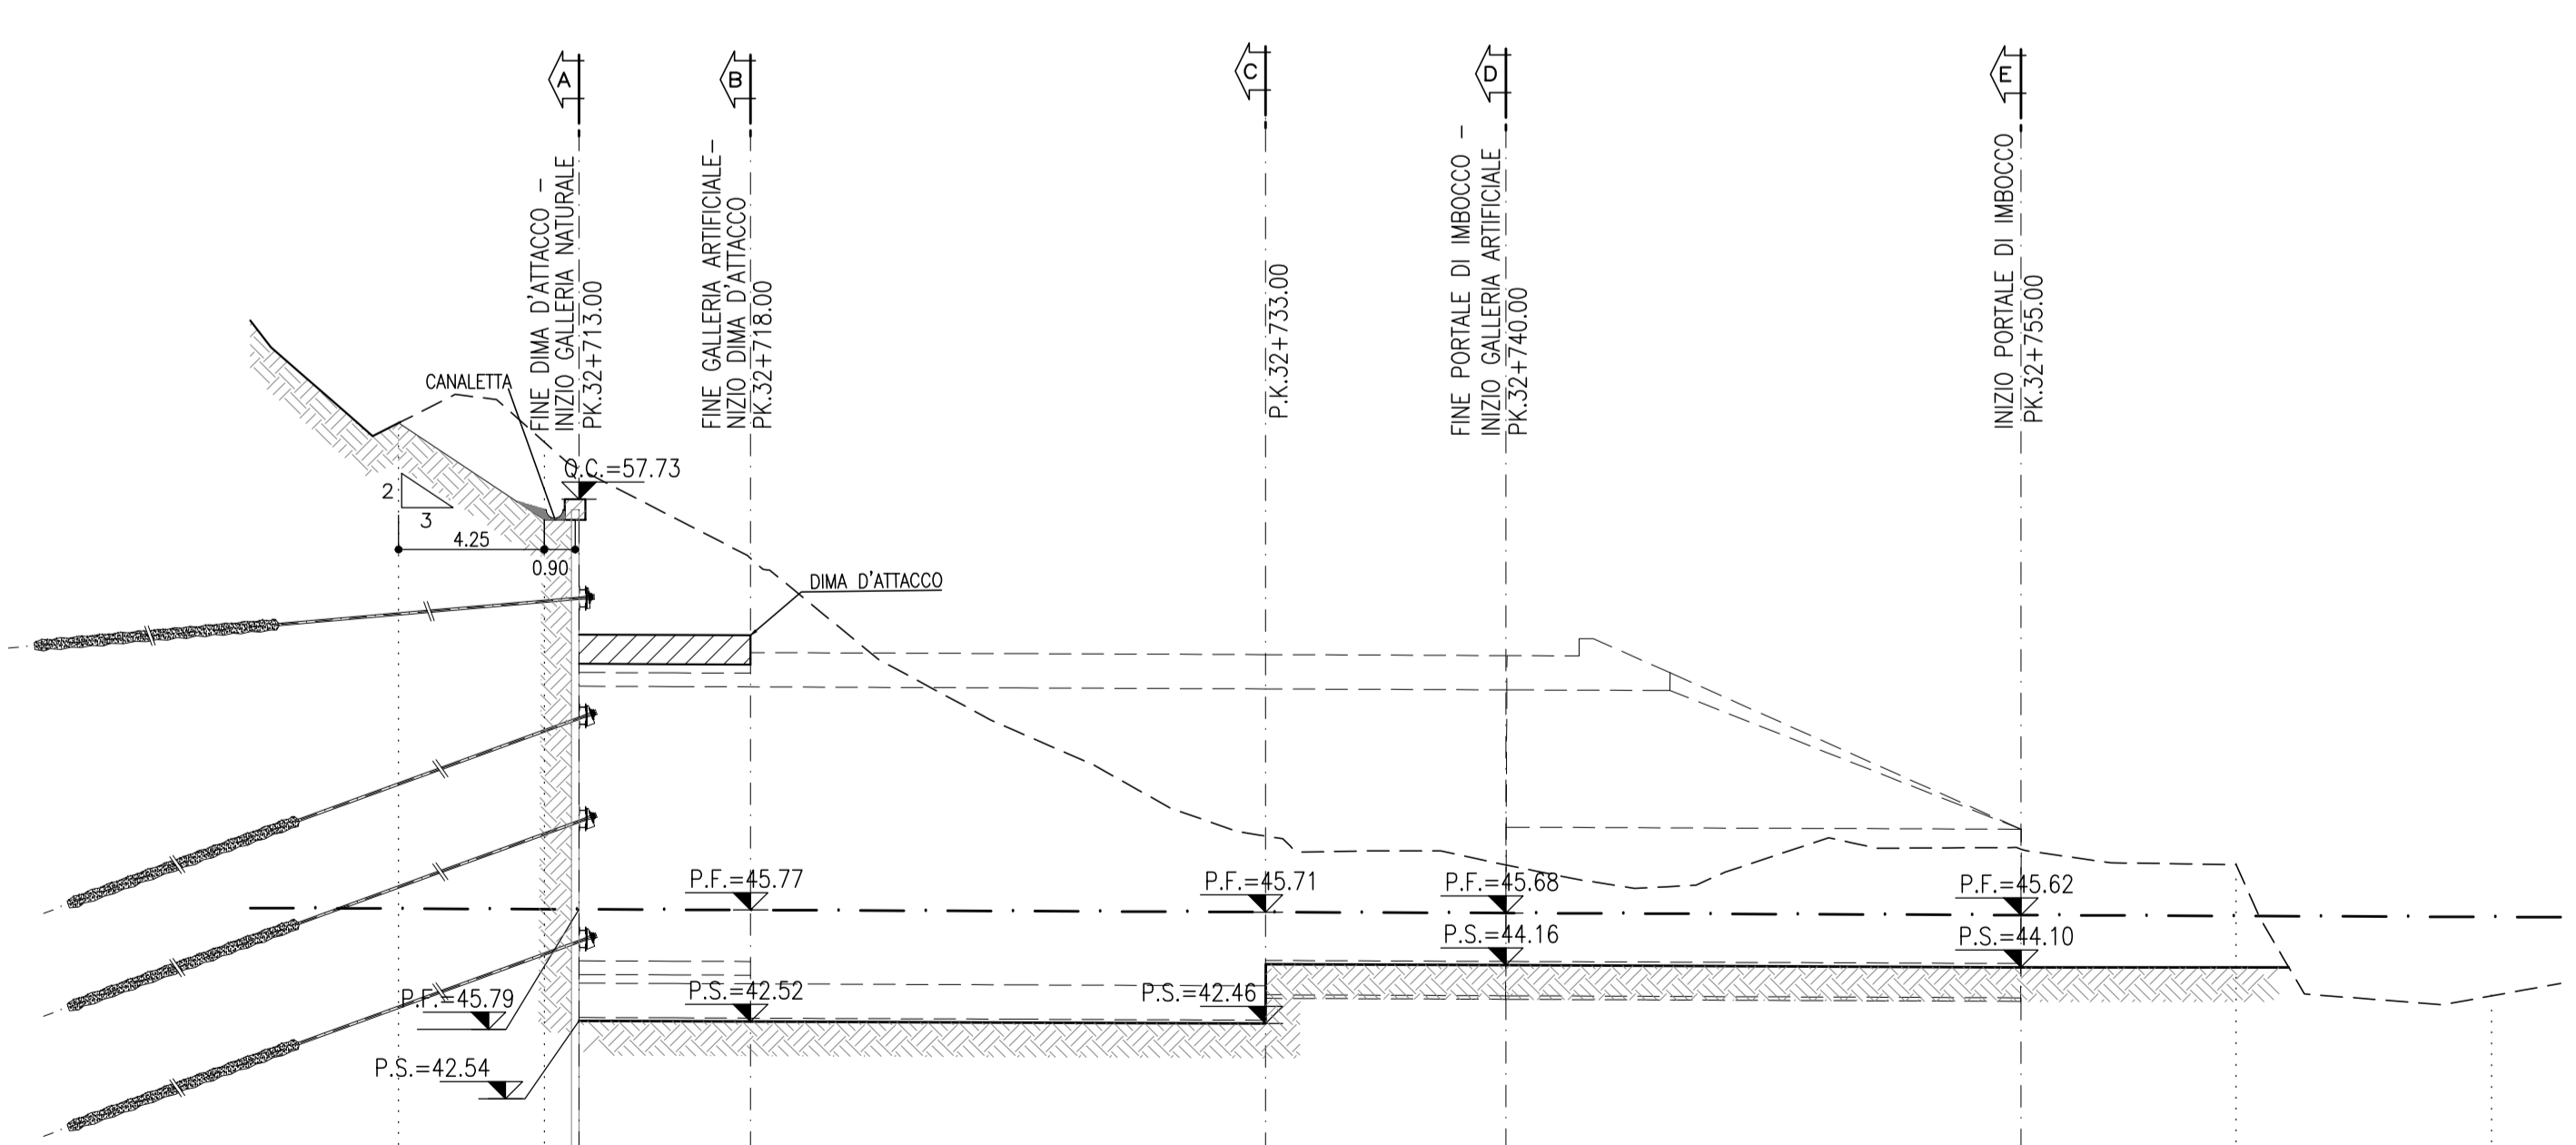 A
B
C
D
E
FINE DIMA D'ATTACCO -
INIZIO GALLERIA NATURALE
PK.32+713.00
FINE GALLERIA ARTIFICIALE-
NIZIO DIMA D'ATTACCO
PK.32+718.00
P.K.32+733.00
FINE PORTALE DI IMBOCCO -
INIZIO GALLERIA ARTIFICIALE
PK.32+740.00
INIZIO PORTALE DI IMBOCCO
PK.32+755.00
CANALETTA
Q.C.=57.73
2
3
4.25
0.90
DIMA D'ATTACCO
P.F.=45.77
P.F.=45.71
P.F.=45.68
P.F.=45.62
P.S.=44.16
P.S.=44.10
P.F.=45.79
P.S.=42.52
P.S.=42.46
P.S.=42.54